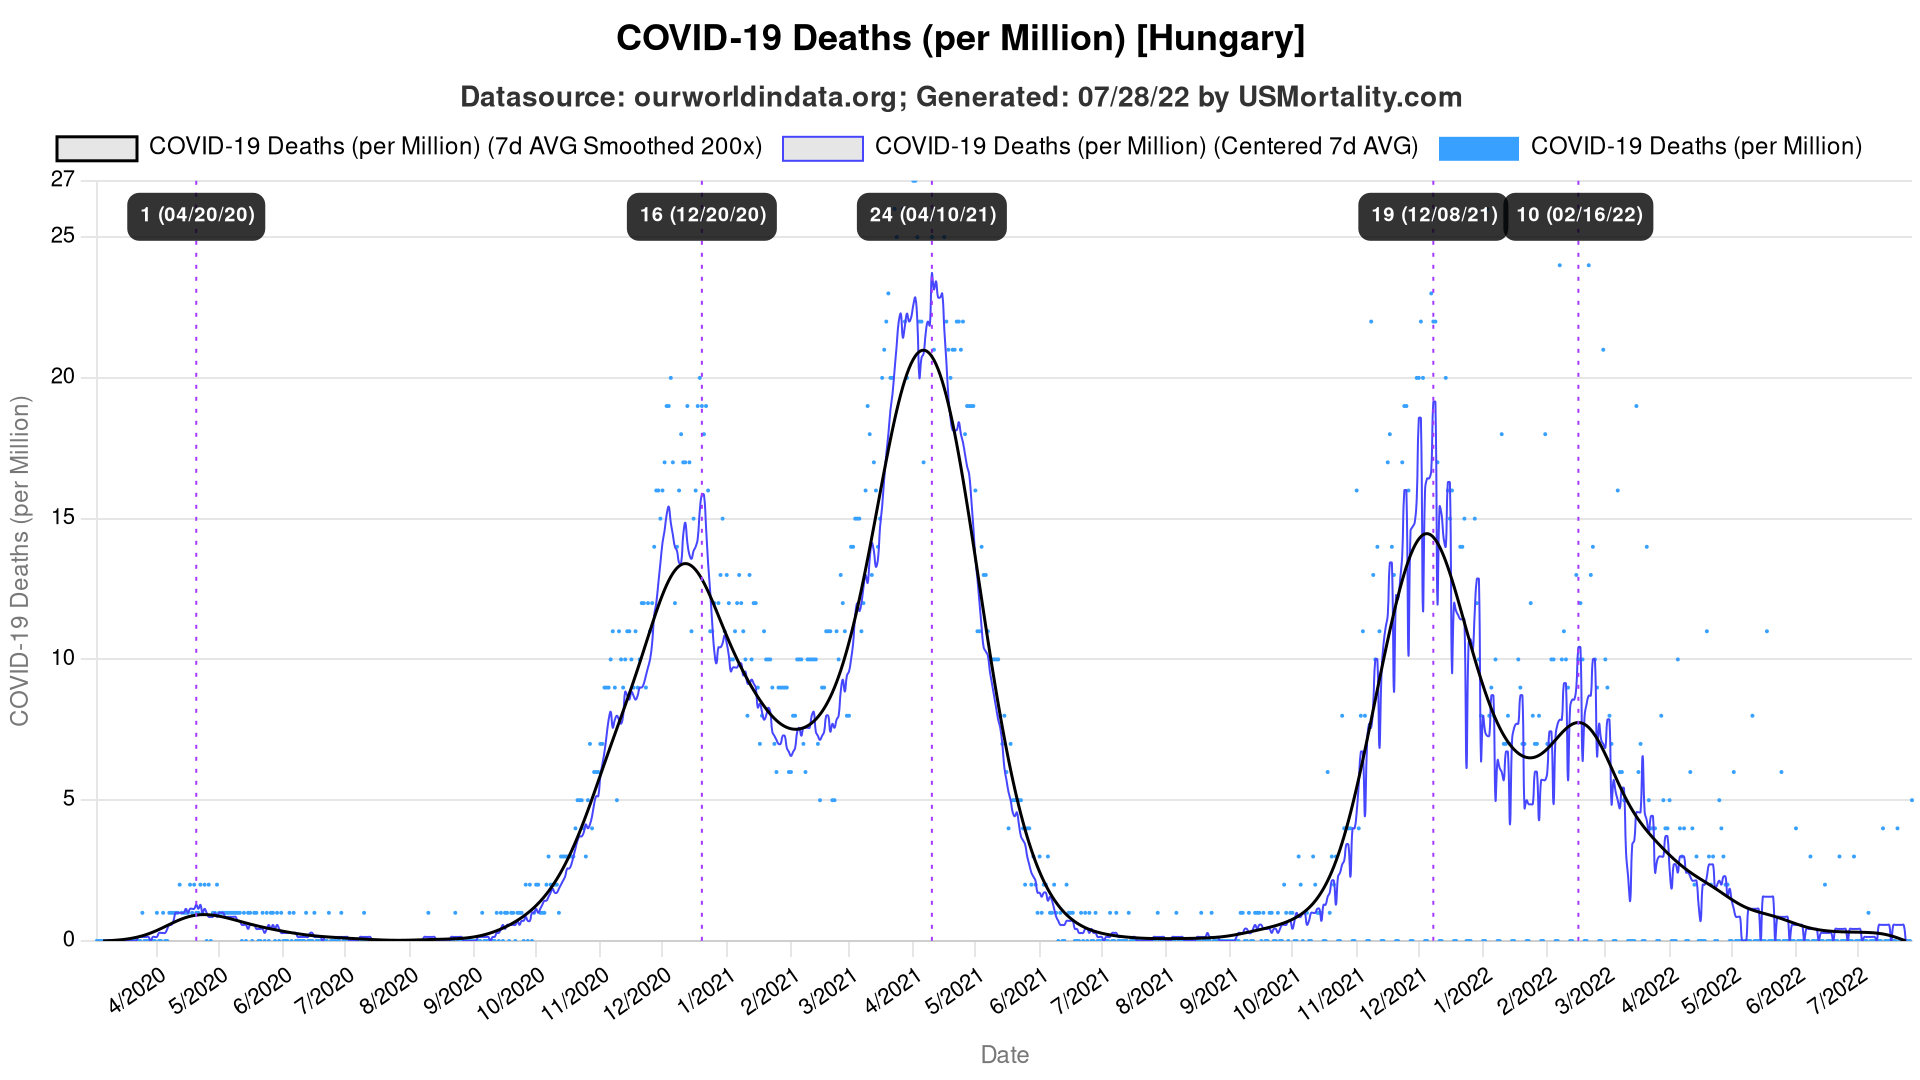 COVID-19 Deaths (per Million) [Hungary]
Datasource: ourworldindata.org; Generated: 07/28/22 by USMortality.com
COVID-19 Deaths (per Million) (7d AVG Smoothed 200x) COVID-19 Deaths (per Million) (Centered 7d AVG) COVID-19 Deaths (per Million)
1 (04/20/20) 16 (12/20/20) 24 (04/10/21) 19 (12/08/21) 10 (02/16/22)
27
25
20
15
10
5
0
COVID-19 Deaths (per Million)
4/2020 5/2020 6/2020 7/2020 8/2020 9/2020 10/2020 11/2020 12/2020 1/2021 2/2021 3/2021 4/2021 5/2021 6/2021 7/2021 8/2021 9/2021 10/2021 11/2021 12/2021 1/2022 2/2022 3/2022 4/2022 5/2022 6/2022 7/2022
Date